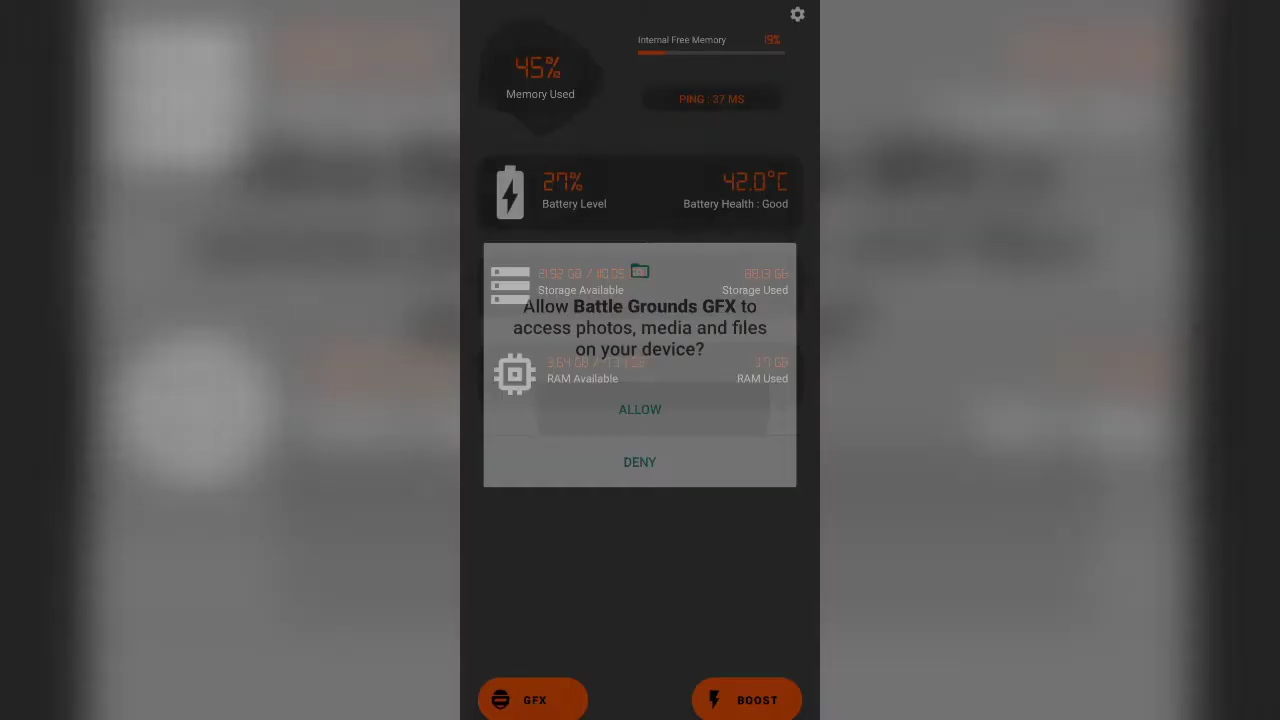 Internal Free Memory 19%
45%
Memory Used
PING : 37 MS
27% 42.0°C
Battery Level Battery Health : Good
Storage Available Storage Used
Allow Battle Grounds GFX to
access photos, media and files
on your device?
RAM Available RAM Used
ALLOW
DENY
GFX BOOST